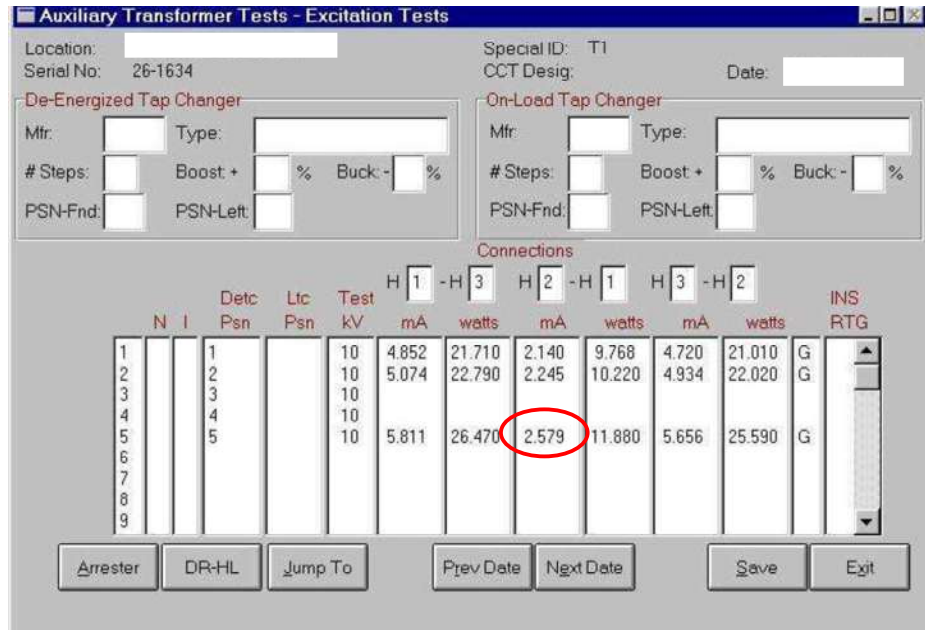 Auxiliary Transformer Tests - Excitation Tests
Location: Special ID: T1
Serial No: 26-1634 CCT Desig: Date:
De-Energized Tap Changer On-Load Tap Changer
Mfr: Type: Mfr: Type:
# Steps: Boost: + % Buck: - % # Steps: Boost: + % Buck: - %
PSN-Fnd: PSN-Left: PSN-Fnd: PSN-Left:
Connections
H 1 - H 3 H 2 - H 1 H 3 - H 2
Detc Ltc Test INS
N I Psn Psn kV mA watts mA watts mA watts RTG
1 1 10 4.852 21.710 2.140 9.768 4.720 21.010 G
2 2 10 5.074 22.790 2.245 10.220 4.934 22.020 G
3 3 10
4 4 10
5 5 10 5.811 26.470 2.579 11.880 5.656 25.590 G
6
7
8
9
Arrester DR-HL Jump To Prev Date Next Date Save Exit